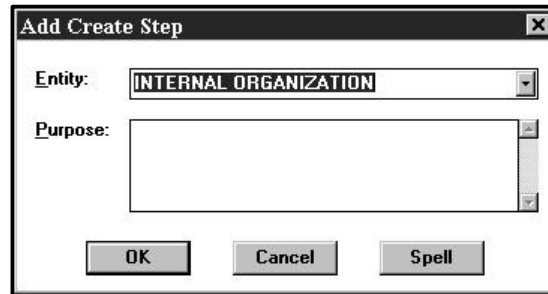 Add Create Step
Entity: INTERNAL ORGANIZATION
Purpose:
OK Cancel Spell